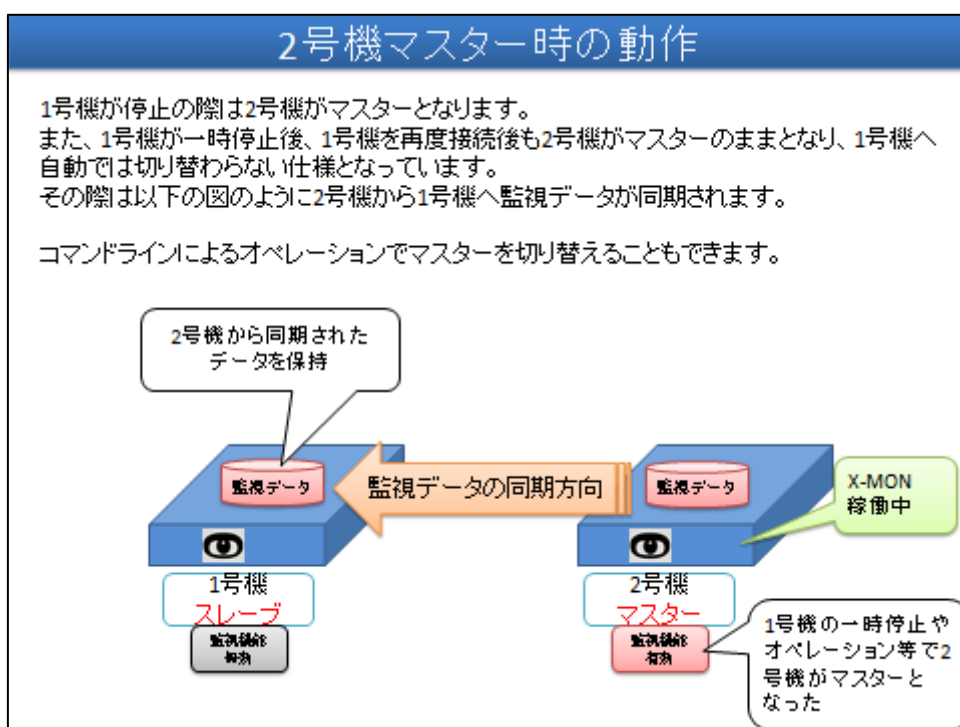 2号機マスター時の動作
1号機が停止の際は2号機がマスターとなります。
また、1号機が一時停止後、1号機を再度接続後も2号機がマスターのままとなり、1号機へ
自動では切り替わらない仕様となっています。
その際は以下の図のように2号機から1号機へ監視データが同期されます。
コマンドラインによるオペレーションでマスターを切り替えることもできます。
2号機から同期された
データを保持
監視データ
監視データの同期方向
監視データ
X-MON
稼働中
1号機
スレーブ
監視機能
無効
2号機
マスター
監視機能
有効
1号機の一時停止や
オペレーション等で2
号機がマスターと
なった